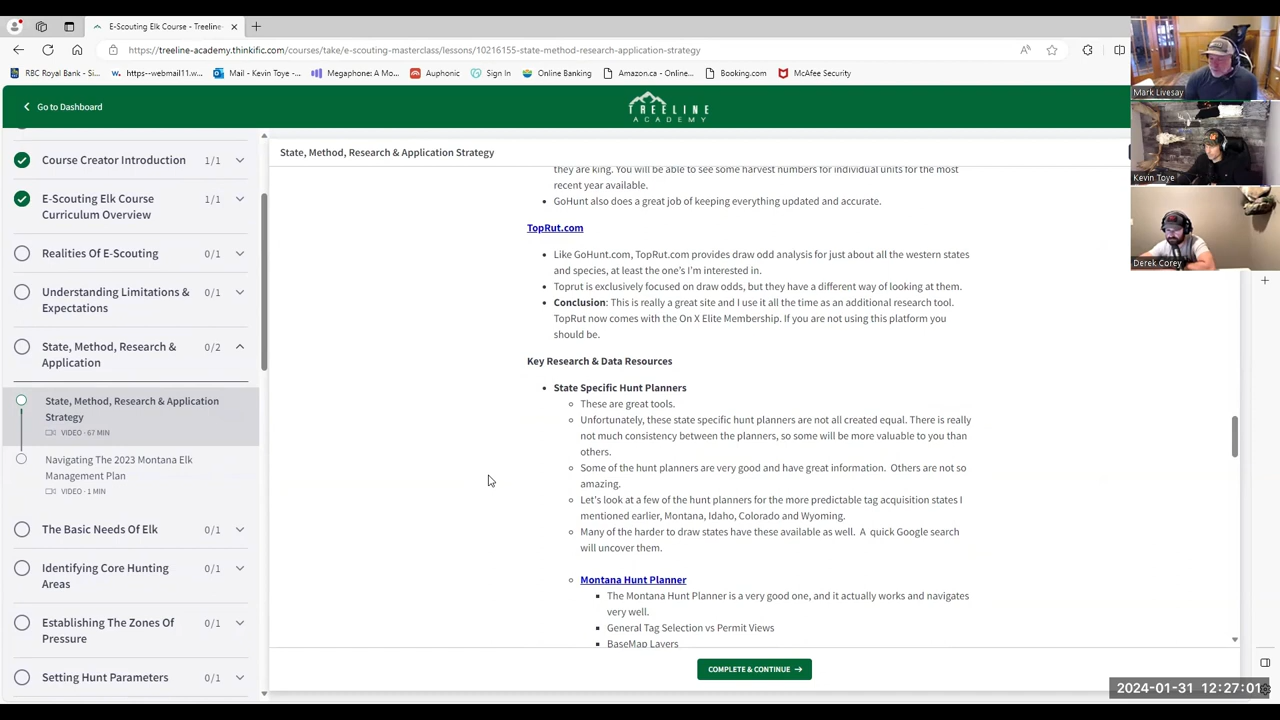 E-Scouting Elk Course - Treeline
https://treeline-academy.thinkific.com/courses/take/e-scouting-masterclass/lessons/10216155-state-method-research-application-strategy
RBC Royal Bank - Si...
https--webmail11.w...
Mail - Kevin Toye -...
Megaphone: A Mo...
Auphonic
Sign In
Online Banking
Amazon.ca - Online...
Booking.com
McAfee Security
Mark Livesay
Kevin Toye
Derek Corey
Go to Dashboard
TREELINE
ACADEMY
Course Creator Introduction 1/1
E-Scouting Elk Course
Curriculum Overview
1/1
Realities Of E-Scouting 0/1
Understanding Limitations &
Expectations
0/1
State, Method, Research &
Application
0/2
State, Method, Research & Application
Strategy
VIDEO · 67 MIN
Navigating The 2023 Montana Elk
Management Plan
VIDEO · 1 MIN
The Basic Needs Of Elk 0/1
Identifying Core Hunting
Areas
0/1
Establishing The Zones Of
Pressure
0/1
Setting Hunt Parameters 0/1
State, Method, Research & Application Strategy
they are king. You will be able to see some harvest numbers for individual units for the most
recent year available.
• GoHunt also does a great job of keeping everything updated and accurate.
TopRut.com
• Like GoHunt.com, TopRut.com provides draw odd analysis for just about all the western states
and species, at least the one's I'm interested in.
• Toprut is exclusively focused on draw odds, but they have a different way of looking at them.
• Conclusion: This is really a great site and I use it all the time as an additional research tool.
TopRut now comes with the On X Elite Membership. If you are not using this platform you
should be.
Key Research & Data Resources
• State Specific Hunt Planners
These are great tools.
Unfortunately, these state specific hunt planners are not all created equal. There is really
not much consistency between the planners, so some will be more valuable to you than
others.
Some of the hunt planners are very good and have great information. Others are not so
amazing.
Let's look at a few of the hunt planners for the more predictable tag acquisition states I
mentioned earlier, Montana, Idaho, Colorado and Wyoming.
Many of the harder to draw states have these available as well. A quick Google search
will uncover them.
Montana Hunt Planner
The Montana Hunt Planner is a very good one, and it actually works and navigates
very well.
General Tag Selection vs Permit Views
BaseMap Layers
COMPLETE & CONTINUE →
2024-01-31 12:27:01